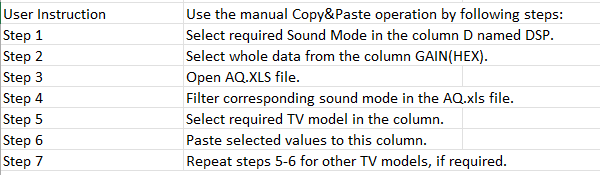 User Instruction Use the manual Copy&Paste operation by following steps:
Step 1 Select required Sound Mode in the column D named DSP.
Step 2 Select whole data from the column GAIN(HEX).
Step 3 Open AQ.XLS file.
Step 4 Filter corresponding sound mode in the AQ.xls file.
Step 5 Select required TV model in the column.
Step 6 Paste selected values to this column.
Step 7 Repeat steps 5-6 for other TV models, if required.